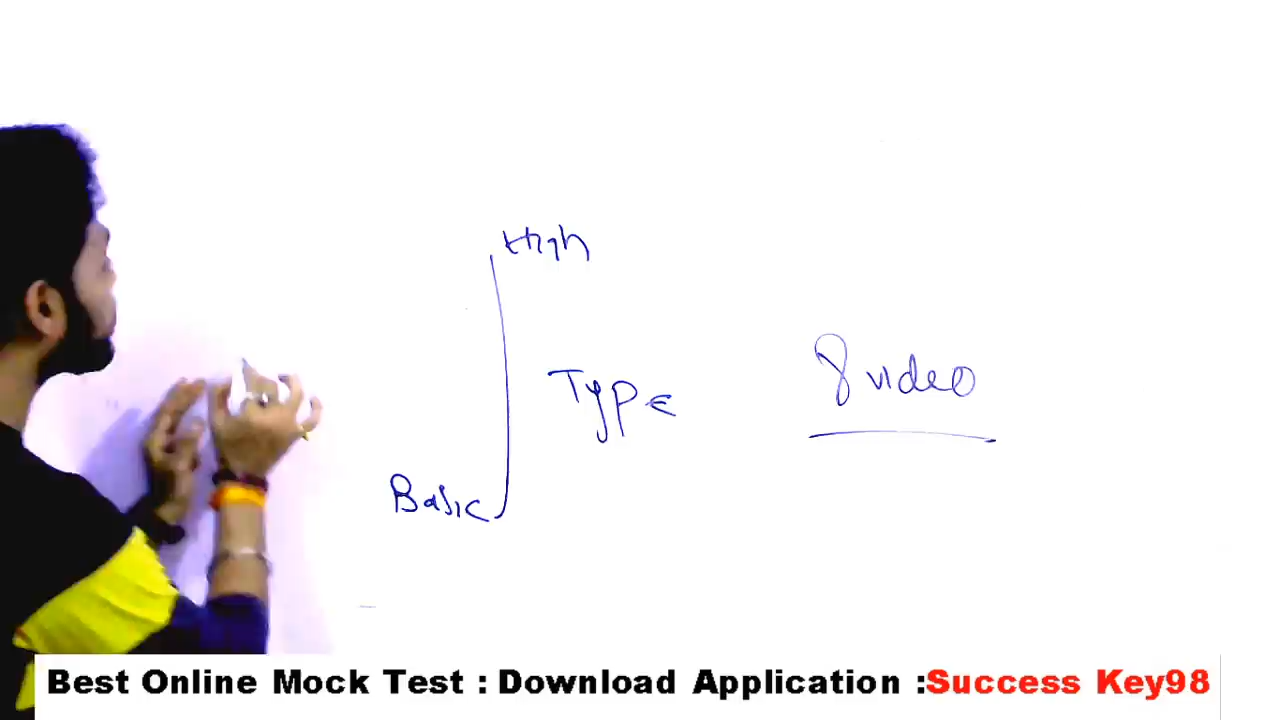 High
Type
8 video
Basic
Best Online Mock Test : Download Application :Success Key98